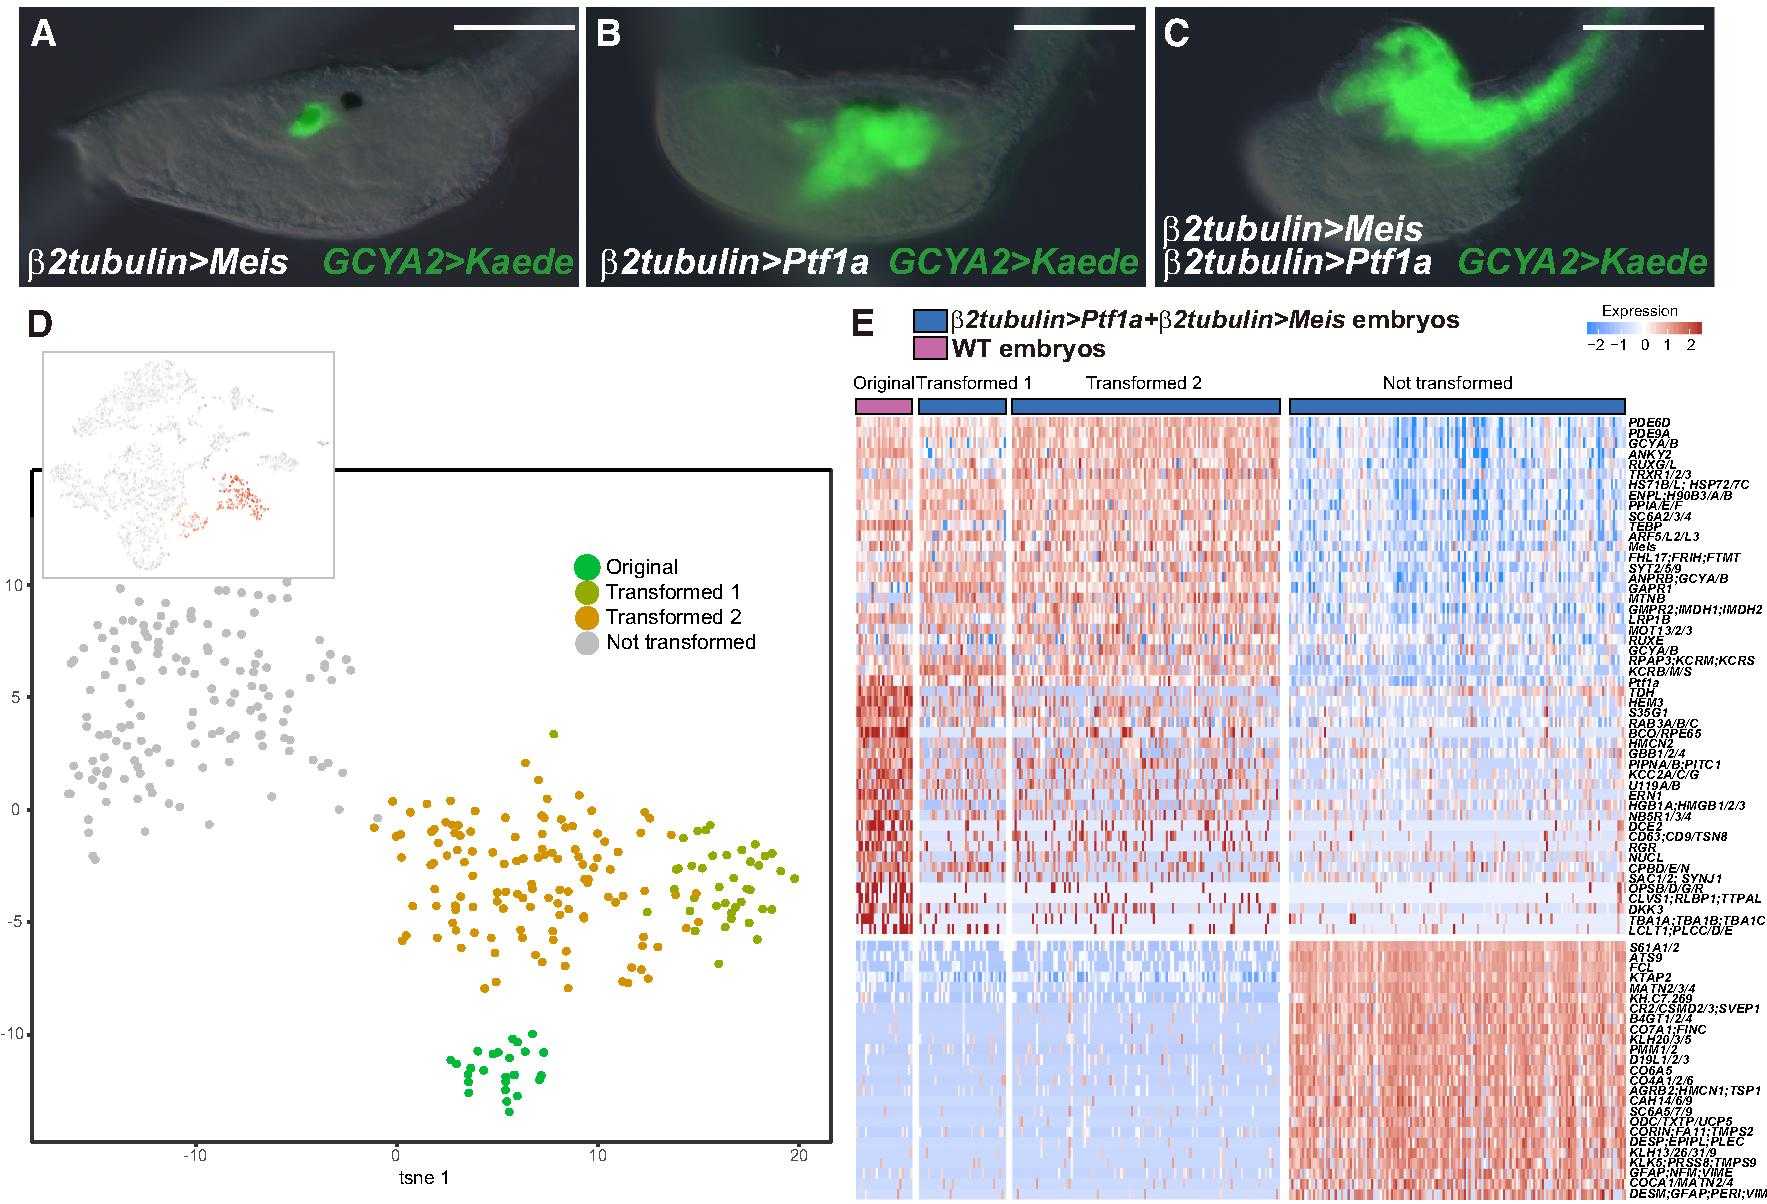 A
β2tubulin>Meis GCYA2>Kaede
B
β2tubulin>Ptf1a GCYA2>Kaede
C
β2tubulin>Meis
β2tubulin>Ptf1a GCYA2>Kaede
D
Original
Transformed 1
Transformed 2
Not transformed
10
5
0
-5
-10
-10 0 10 20
tsne 1
E
β2tubulin>Ptf1a+β2tubulin>Meis embryos
WT embryos
Expression
−2 −1 0 1 2
Original Transformed 1 Transformed 2 Not transformed
PDE6D
PDE9A
GCYA/B
ANKY2
RUXG/L
TRXR1/2/3
HS71B/L; HSP72/7C
ENPL;H90B3/A/B
PPIA/E/F
SC6A2/3/4
TEBP
ARF5/L2/L3
Meis
FHL17;FRIH;FTMT
SYT2/5/9
ANPRB;GCYA/B
GAPR1
MTNB
GMPR2;IMDH1;IMDH2
LRP1B
MOT13/2/3
RUXE
GCYA/B
RPAP3;KCRM;KCRS
KCRB/M/S
Ptf1a
TDH
HEM3
S35G1
RAB3A/B/C
BCO/RPE65
HMCN2
GBB1/2/4
PIPNA/B;PITC1
KCC2A/C/G
U119A/B
ERN1
HGB1A;HMGB1/2/3
NB5R1/3/4
DCE2
CD63;CD9/TSN8
RGR
NUCL
CPBD/E/N
SAC1/2; SYNJ1
OPSB/D/G/R
CLVS1;RLBP1;TTPAL
DKK3
TBA1A;TBA1B;TBA1C
LCLT1;PLCC/D/E
S61A1/2
ATS9
FCL
KTAP2
MATN2/3/4
KH.C7.269
CR2/CSMD2/3;SVEP1
B4GT1/2/4
CO7A1;FINC
KLH20/3/5
PMM1/2
D19L1/2/3
CO6A5
CO4A1/2/6
AGRB2;HMCN1;TSP1
CAH14/6/9
SC6A5/7/9
ODC/TXTP/UCP5
CORIN;FA11;TMPS2
DESP;EPIPL;PLEC
KLH13/26/31/9
KLK5;PRSS8;TMPS9
GFAP;NFM;VIME
COCA1/MATN2/4
DESM;GFAP;PERI;VIM